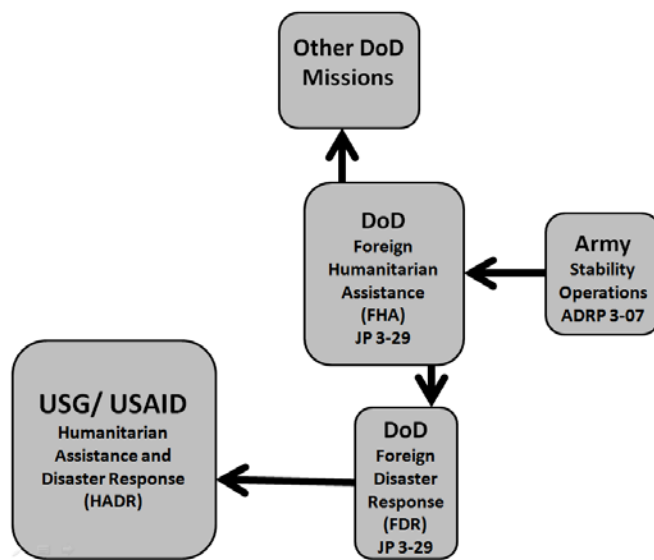 Other DoD
Missions
DoD
Foreign
Humanitarian
Assistance
(FHA)
JP 3-29
Army
Stability
Operations
ADRP 3-07
USG/ USAID
Humanitarian
Assistance and
Disaster Response
(HADR)
DoD
Foreign
Disaster
Response
(FDR)
JP 3-29